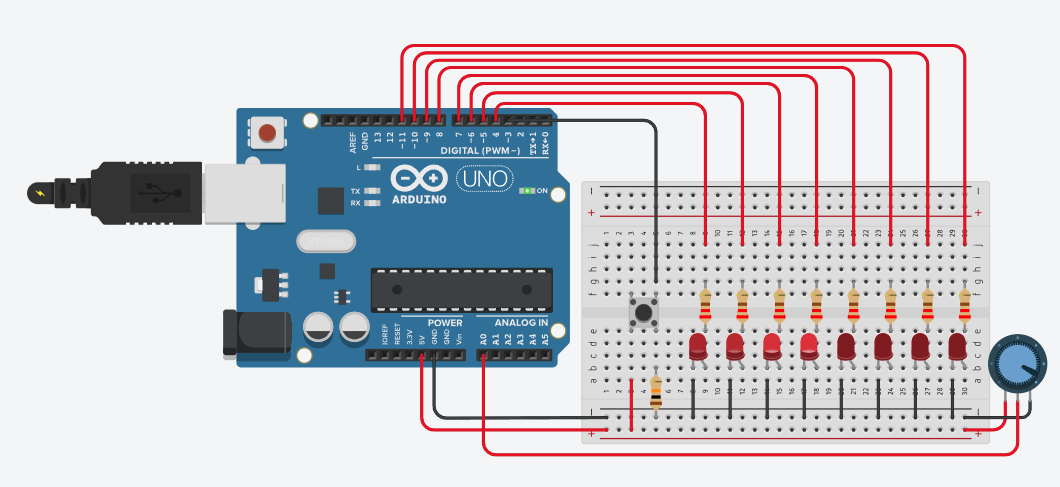 AREF
GND
13
12
~11
~10
~9
8
7
~6
~5
4
~3
2
TX→1
RX←0
DIGITAL (PWM~)
L
TX
RX
UNO
ARDUINO
ON
POWER
ANALOG IN
IOREF
RESET
3.3V
5V
GND
GND
Vin
A0
A1
A2
A3
A4
A5
j
i
h
g
f
e
d
c
b
a
j
i
h
g
f
e
d
c
b
a